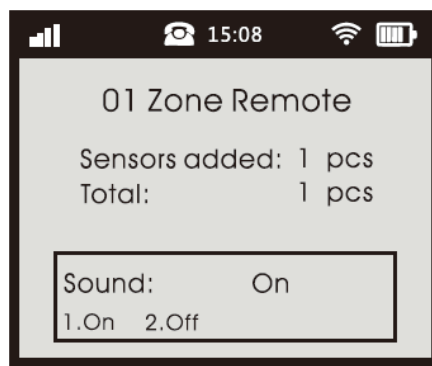 15:08
01 Zone Remote
Sensors added: 1 pcs
Total: 1 pcs
Sound: On
1.On 2.Off